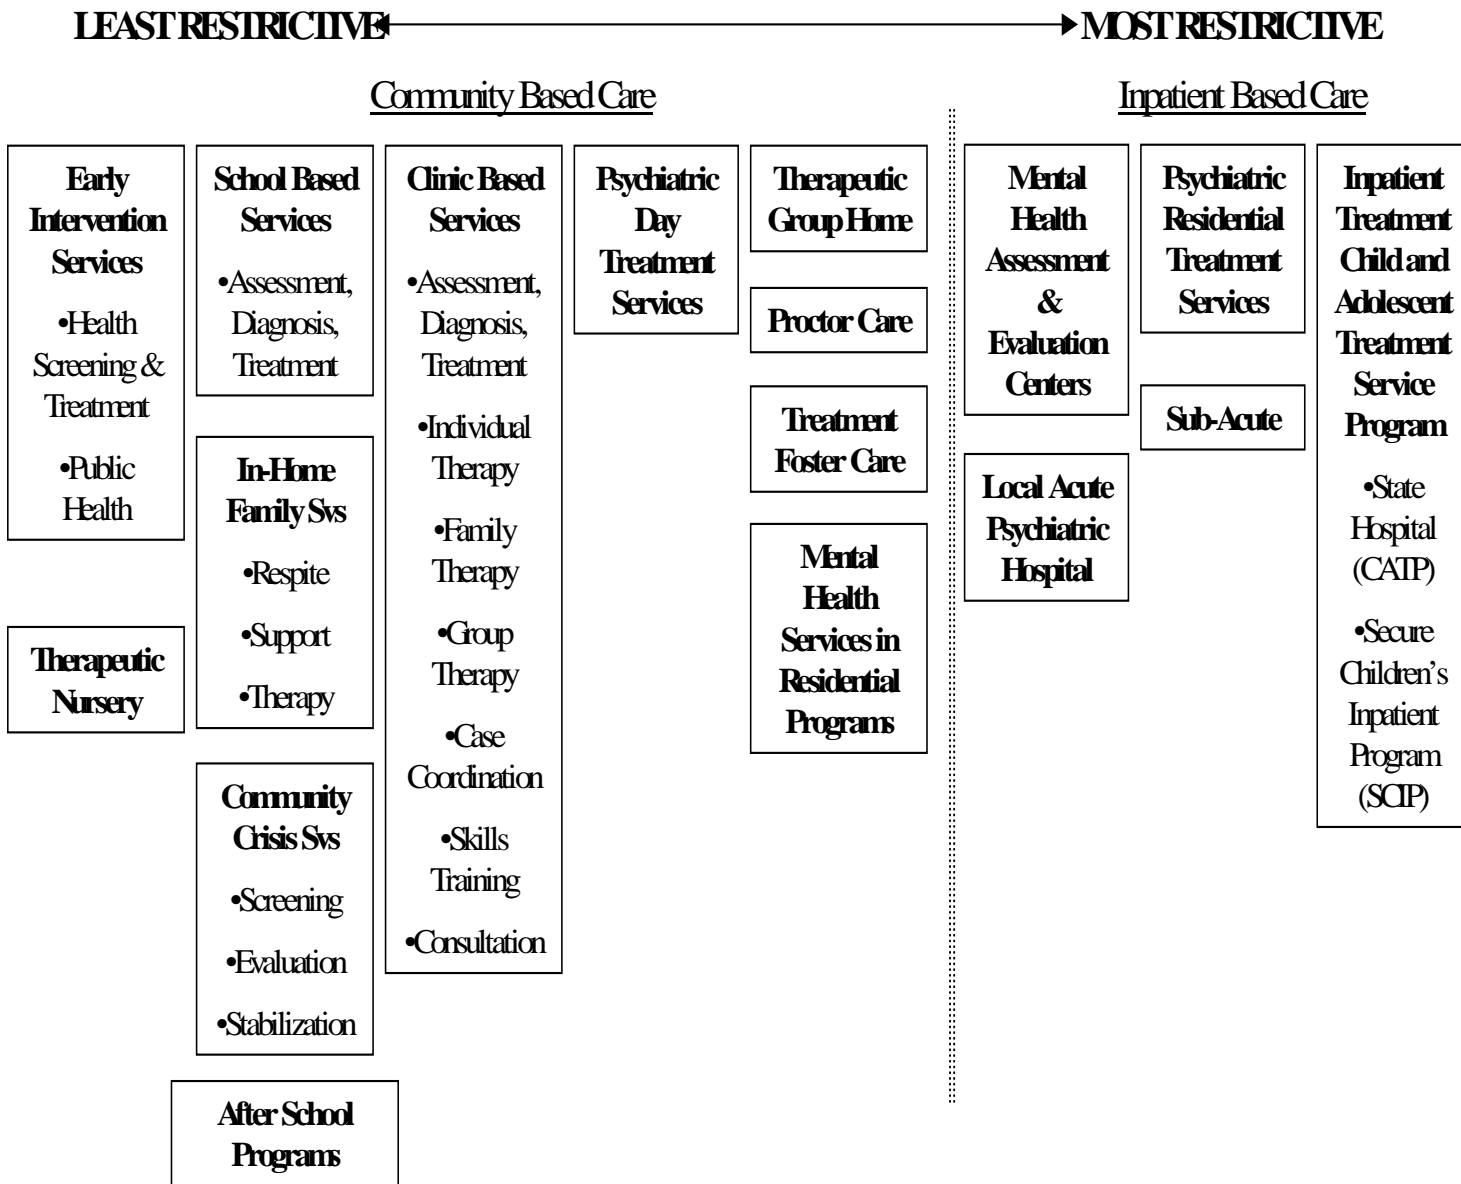 LEAST RESTRICTIVE
MOST RESTRICTIVE
Community Based Care
Inpatient Based Care
Early
Intervention
Services
•Health
Screening &
Treatment
•Public
Health
Therapeutic
Nursery
School Based
Services
•Assessment,
Diagnosis,
Treatment
In-Home
Family Svs
•Respite
•Support
•Therapy
Community
Crisis Svs
•Screening
•Evaluation
•Stabilization
After School
Programs
Clinic Based
Services
•Assessment,
Diagnosis,
Treatment
•Individual
Therapy
•Family
Therapy
•Group
Therapy
•Case
Coordination
•Skills
Training
•Consultation
Psychiatric
Day
Treatment
Services
Therapeutic
Group Home
Proctor Care
Treatment
Foster Care
Mental
Health
Services in
Residential
Programs
Mental
Health
Assessment
&
Evaluation
Centers
Local Acute
Psychiatric
Hospital
Psychiatric
Residential
Treatment
Services
Sub-Acute
Inpatient
Treatment
Child and
Adolescent
Treatment
Service
Program
•State
Hospital
(CATP)
•Secure
Children’s
Inpatient
Program
(SCIP)